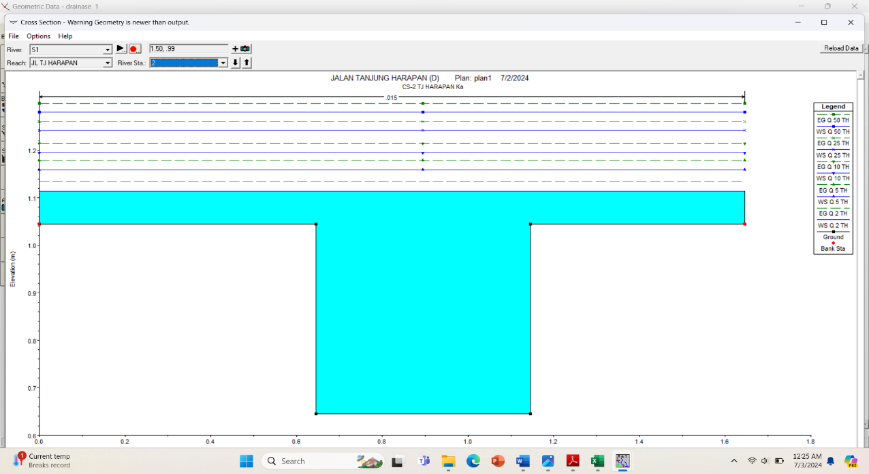 Geometric Data - drainase_1
Cross Section - Warning Geometry is newer than output.
File Options Help
River: S1 1.50, .99 Reload Data
Reach: JL TJ HARAPAN River Sta.: 2
JALAN TANJUNG HARAPAN (D) Plan: plan1 7/2/2024
CS-2 TJ HARAPAN Ka
.015
Legend
EG Q 50 TH
WS Q 50 TH
EG Q 25 TH
WS Q 25 TH
EG Q 10 TH
WS Q 10 TH
EG Q 5 TH
WS Q 5 TH
EG Q 2 TH
WS Q 2 TH
Ground
Bank Sta
Elevation (m)
1.2
1.1
1.0
0.9
0.8
0.7
0.6
0.0 0.2 0.4 0.6 0.8 1.0 1.2 1.4 1.6 1.8
1
Current temp
Breaks record
Search
12:25 AM
7/3/2024